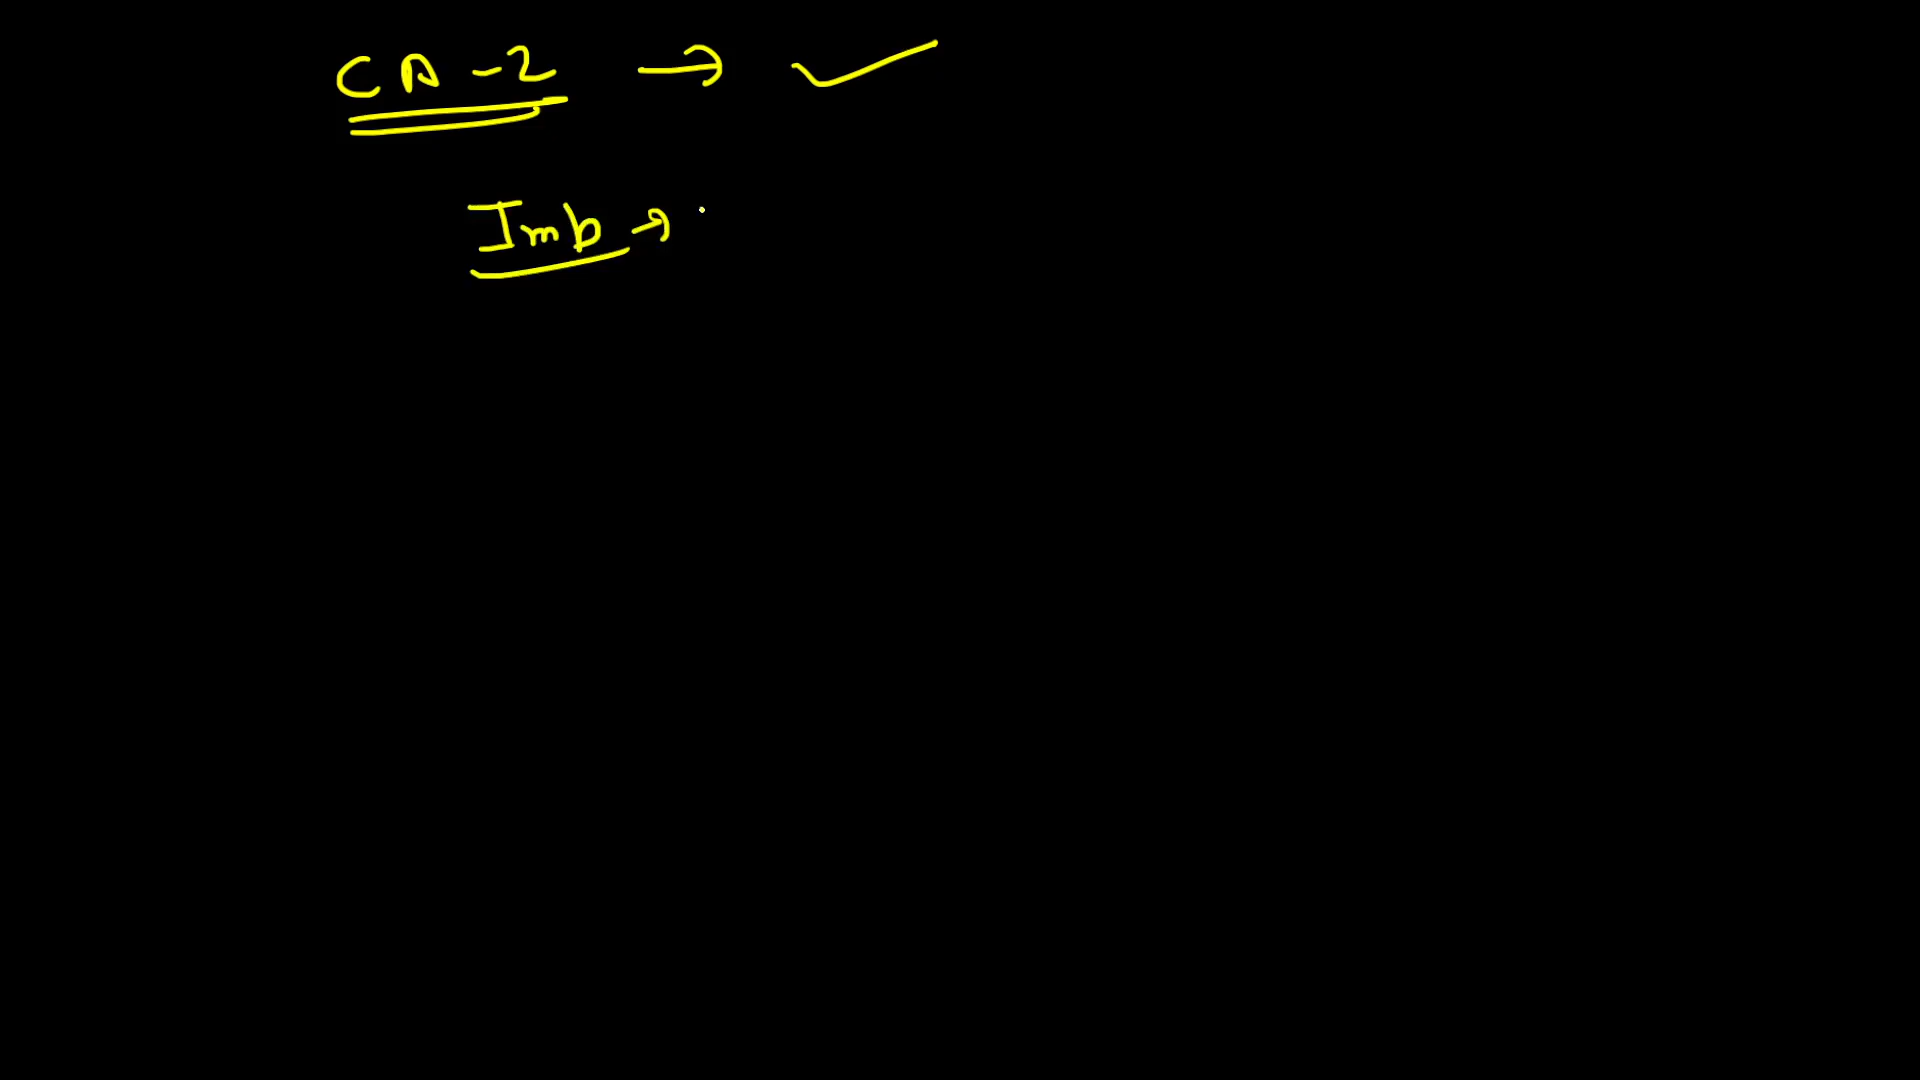 CA-2 → ✓
Imb →